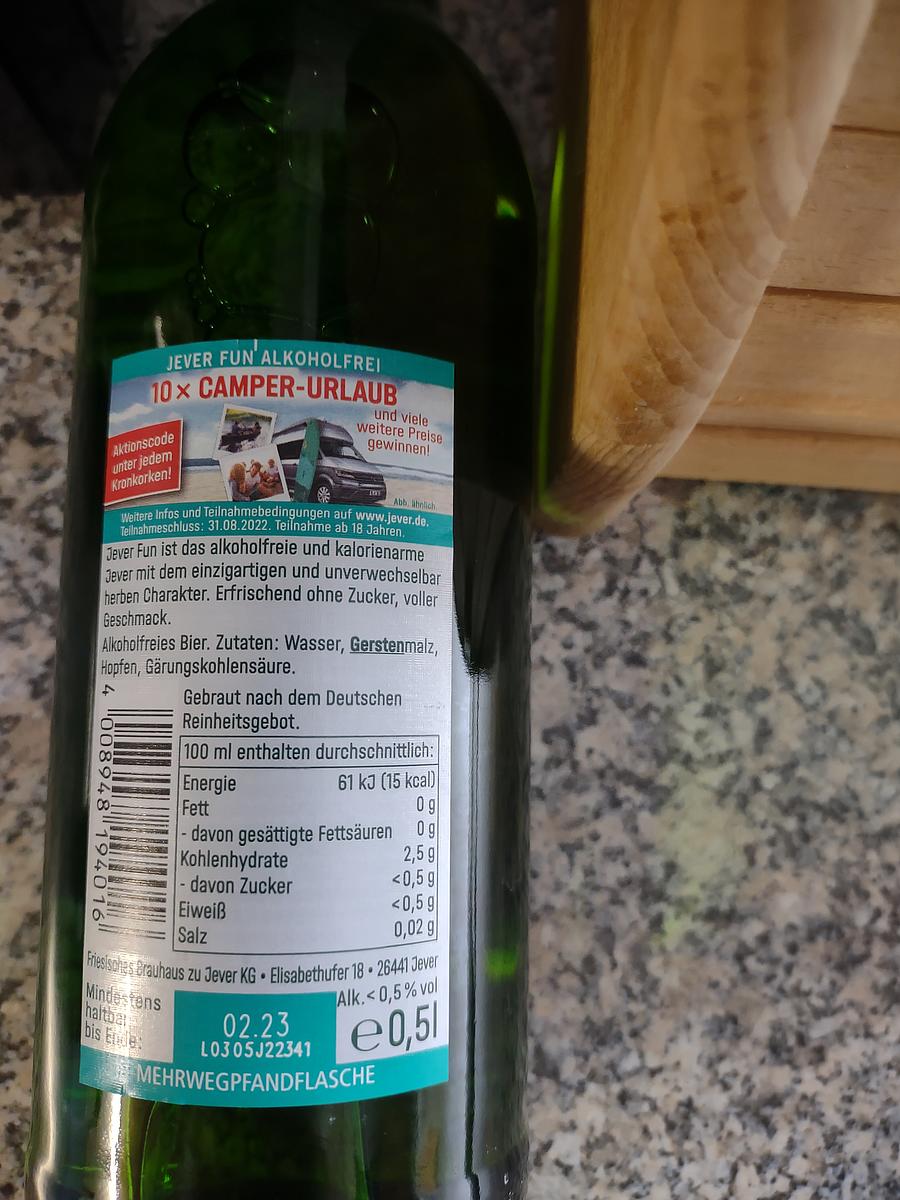 JEVER FUN ALKOHOLFREI
10x CAMPER-URLAUB
und viele
weitere Preise
gewinnen!
Aktionscode
unter jedem
Kronkorken!
Abb. ähnlich.
Weitere Infos und Teilnahmebedingungen auf www.jever.de.
Teilnahmeschluss: 31.08.2022. Teilnahme ab 18 Jahren.
Jever Fun ist das alkoholfreie und kalorienarme
Jever mit dem einzigartigen und unverwechselbar
herben Charakter. Erfrischend ohne Zucker, voller
Geschmack.
Alkoholfreies Bier. Zutaten: Wasser, Gerstenmalz,
Hopfen, Gärungskohlensäure.
Gebraut nach dem Deutschen
Reinheitsgebot.
4 008948 194016
100 ml enthalten durchschnittlich:
Energie 61 kJ (15 kcal)
Fett 0 g
- davon gesättigte Fettsäuren 0 g
Kohlenhydrate 2,5 g
- davon Zucker <0,5 g
Eiweiß <0,5 g
Salz 0,02 g
Friesisches Brauhaus zu Jever KG • Elisabethufer 18 • 26441 Jever
Mindestens
haltbar
bis Ende:
02.23
L0305J22341
Alk.< 0,5 % vol
℮ 0,5l
MEHRWEGPFANDFLASCHE